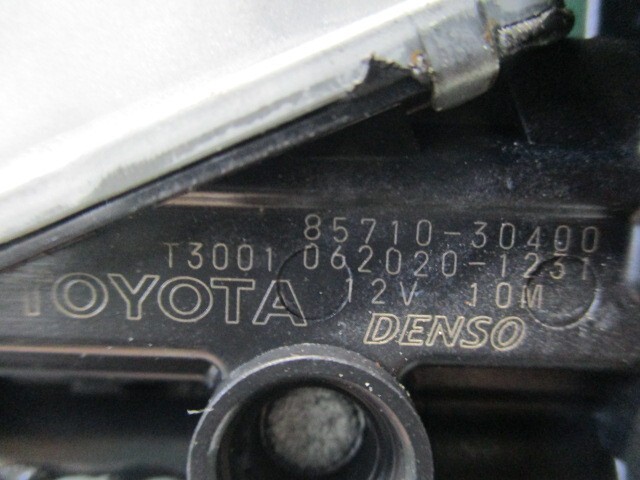 85710-30400
T3001 062020-1231
TOYOTA 12V 10M
DENSO